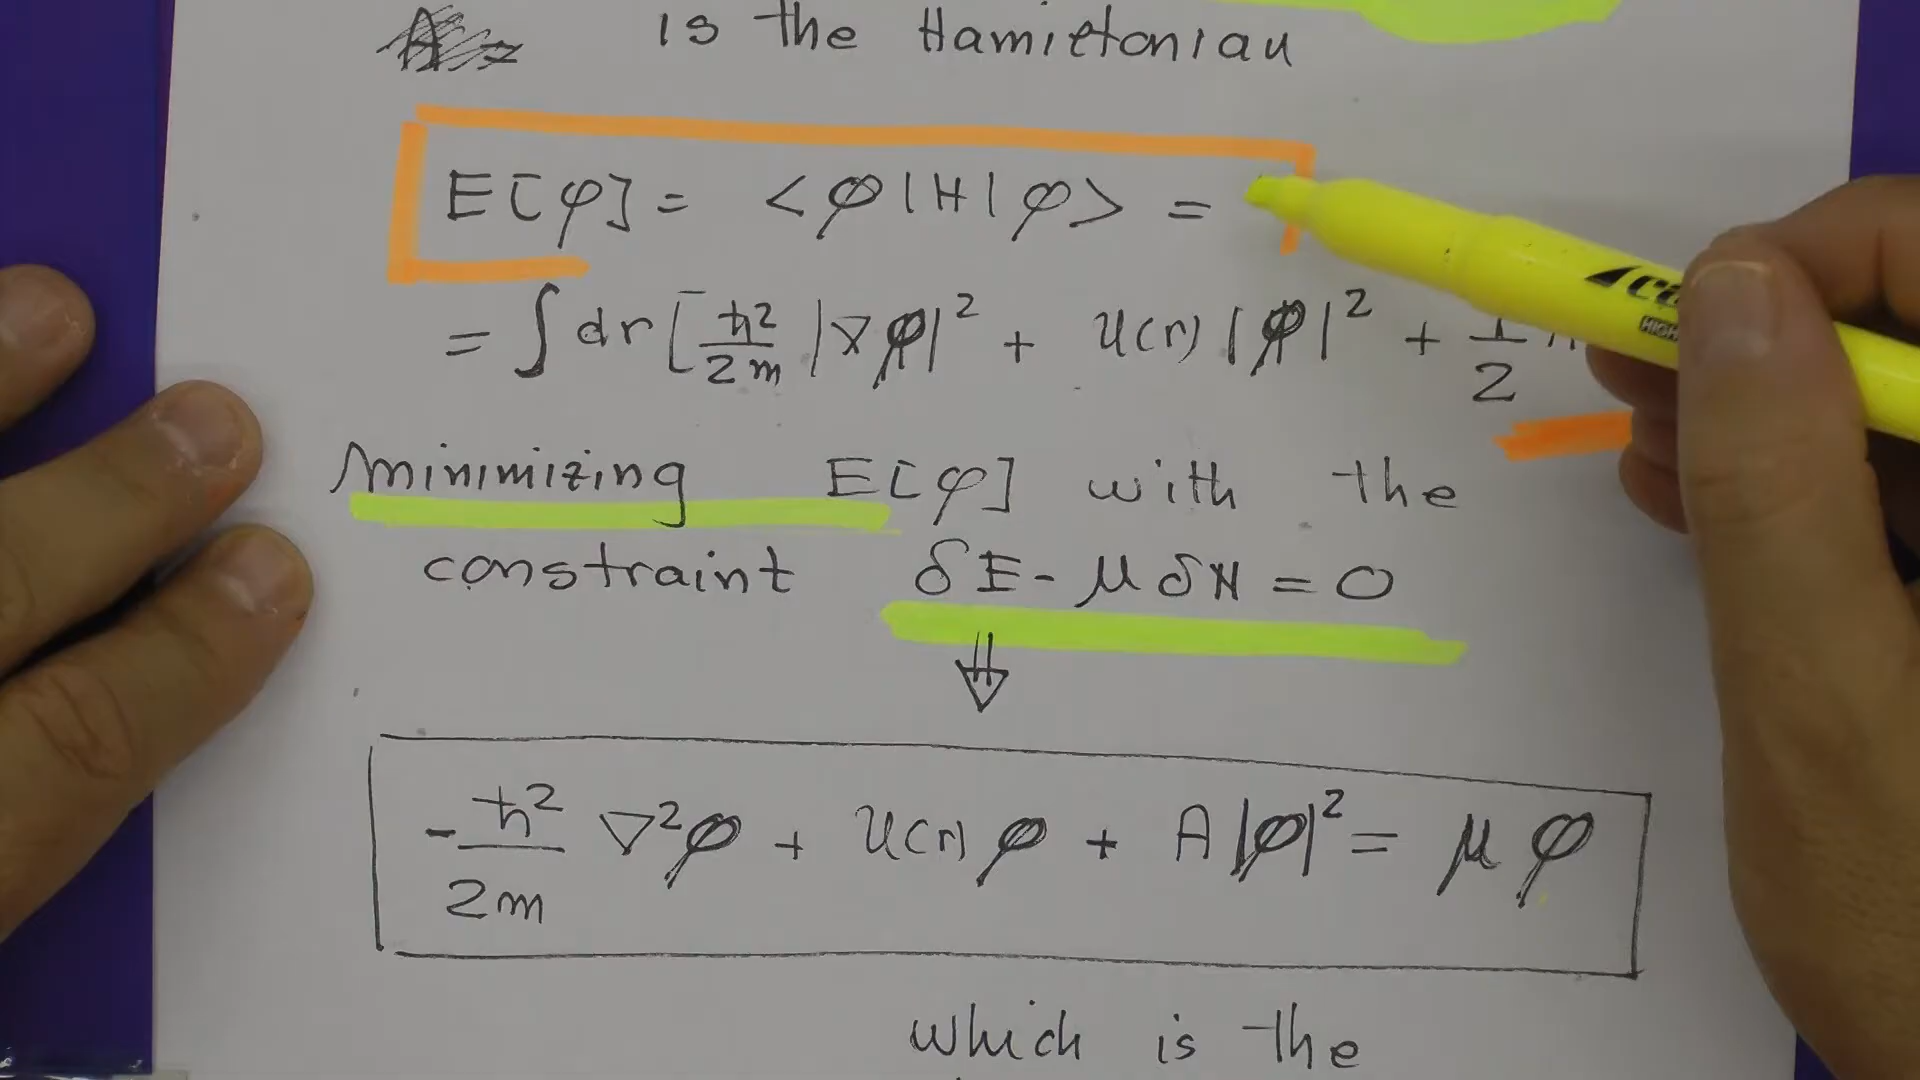 is the Hamiltonian
E[φ] = <φ|H|φ> =
= ∫dr[ħ²/2m |∇φ|² + U(r)|φ|² + 1/2
minimizing E[φ] with the
constraint δE - μδN = 0
⇓
-ħ²/2m ∇²φ + U(r)φ + A|φ|² = μφ
which is the